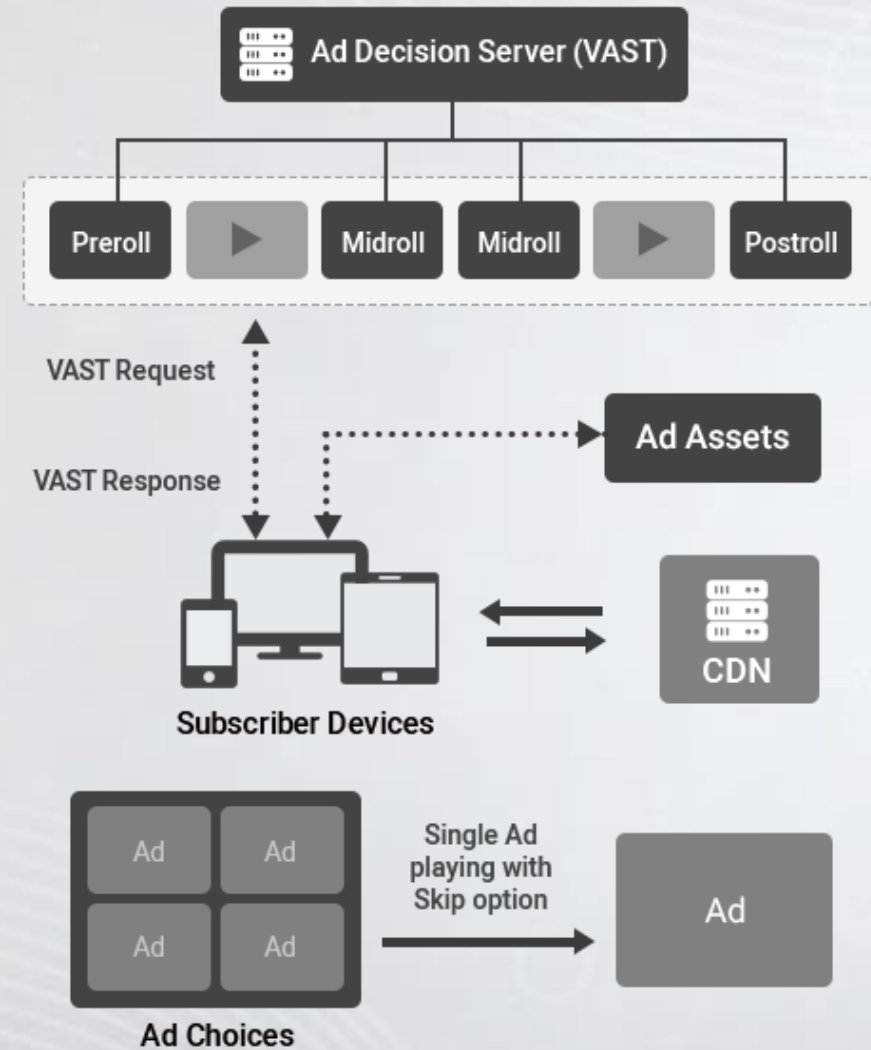 Ad Decision Server (VAST)
Preroll
Midroll
Midroll
Postroll
VAST Request
Ad Assets
VAST Response
CDN
Subscriber Devices
Ad
Ad
Ad
Ad
Single Ad
playing with
Skip option
Ad
Ad Choices